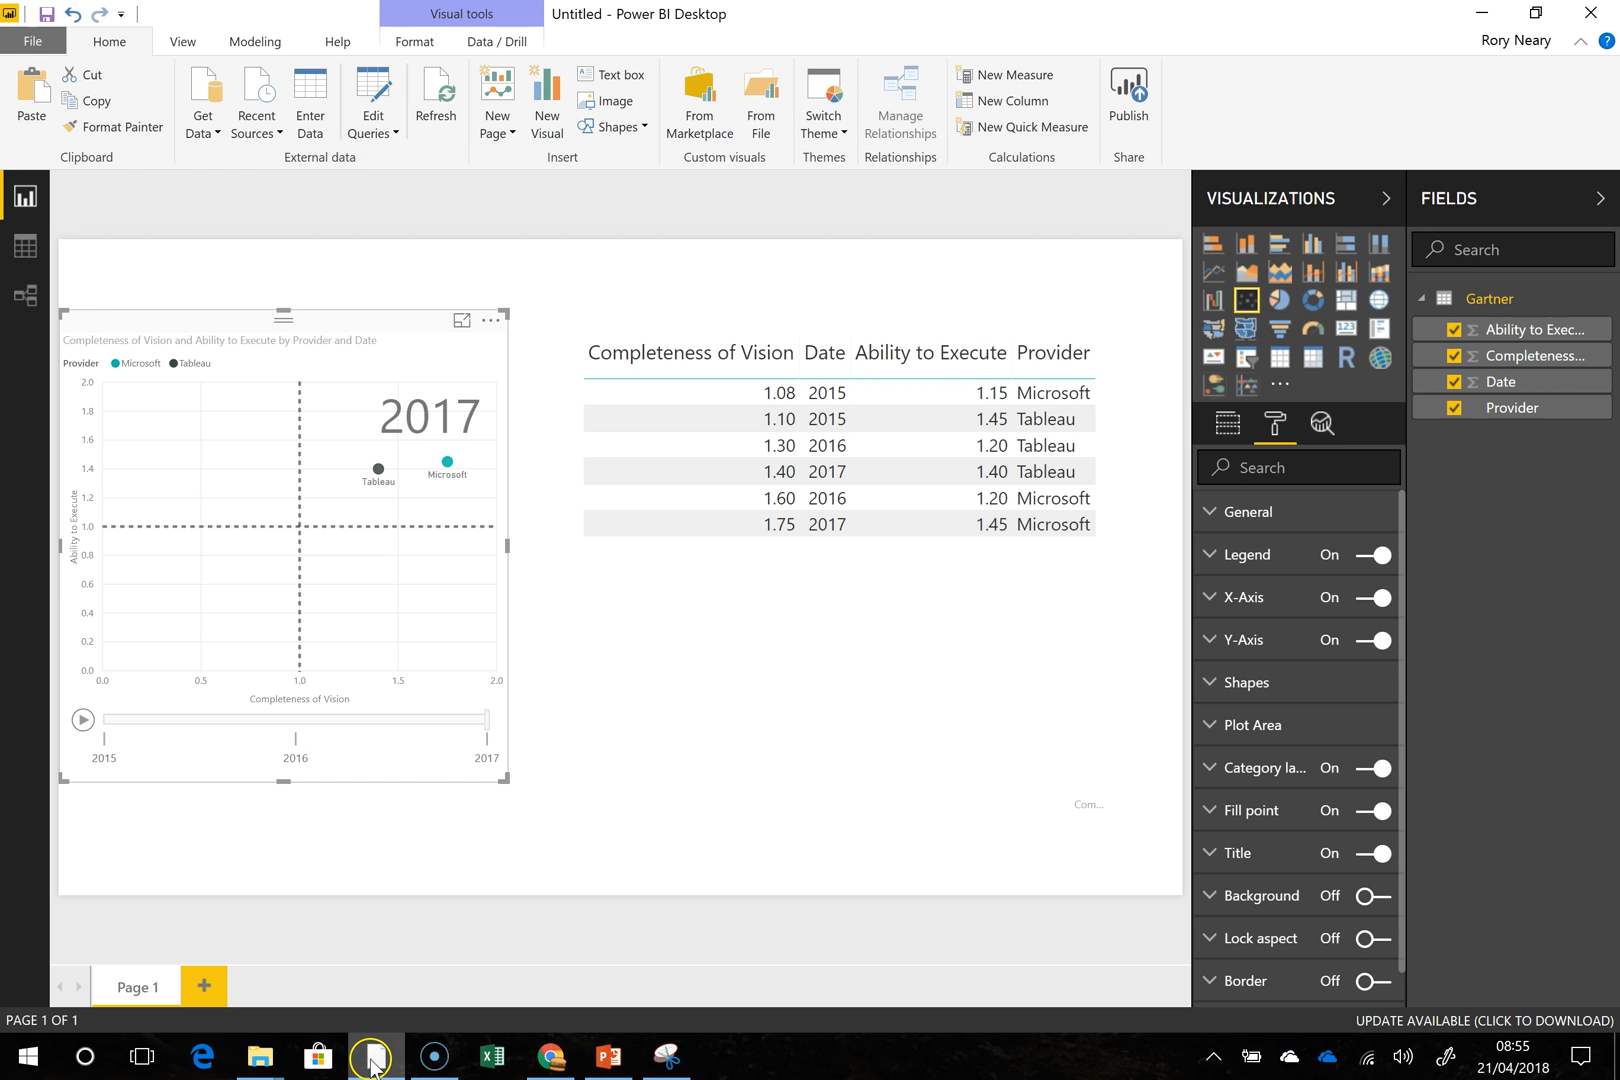 Visual tools
Untitled - Power BI Desktop
File
Home
View
Modeling
Help
Format
Data / Drill
Rory Neary
?
Paste
Cut
Copy
Format Painter
Clipboard
Get Data
Recent Sources
Enter Data
External data
Edit Queries
Refresh
New Page
New Visual
Text box
Image
Shapes
Insert
From Marketplace
From File
Custom visuals
Switch Theme
Themes
Manage Relationships
Relationships
New Measure
New Column
New Quick Measure
Calculations
Publish
Share
Completeness of Vision and Ability to Execute by Provider and Date
Provider Microsoft Tableau
2.0
1.8
1.6
1.4
1.2
1.0
0.8
0.6
0.4
0.2
0.0
Ability to Execute
2017
Tableau
Microsoft
0.0 0.5 1.0 1.5 2.0
Completeness of Vision
2015 2016 2017
Completeness of Vision Date Ability to Execute Provider
1.08 2015 1.15 Microsoft
1.10 2015 1.45 Tableau
1.30 2016 1.20 Tableau
1.40 2017 1.40 Tableau
1.60 2016 1.20 Microsoft
1.75 2017 1.45 Microsoft
Com...
VISUALIZATIONS
123
R
Search
General
Legend On
X-Axis On
Y-Axis On
Shapes
Plot Area
Category la... On
Fill point On
Title On
Background Off
Lock aspect Off
Border Off
FIELDS
Search
Gartner
Σ Ability to Exec...
Σ Completeness...
Σ Date
Provider
Page 1
+
PAGE 1 OF 1
UPDATE AVAILABLE (CLICK TO DOWNLOAD)
08:55
21/04/2018